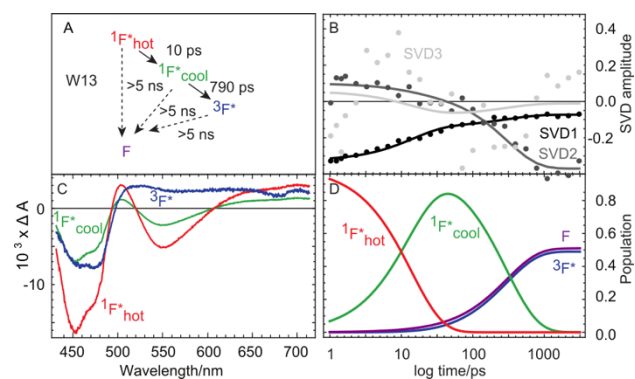 A
¹F*hot
10 ps
W13
¹F*cool
>5 ns
790 ps
>5 ns
³F*
>5 ns
F
B
SVD3
SVD1
SVD2
0.4
0.2
0.0
-0.2
SVD amplitude
C
³F*
¹F*cool
¹F*hot
0
-10
10³ x Δ A
450 500 550 600 650 700
Wavelength/nm
D
¹F*hot
¹F*cool
F
³F*
0.8
0.6
0.4
0.2
0.0
Population
1 10 100 1000
log time/ps